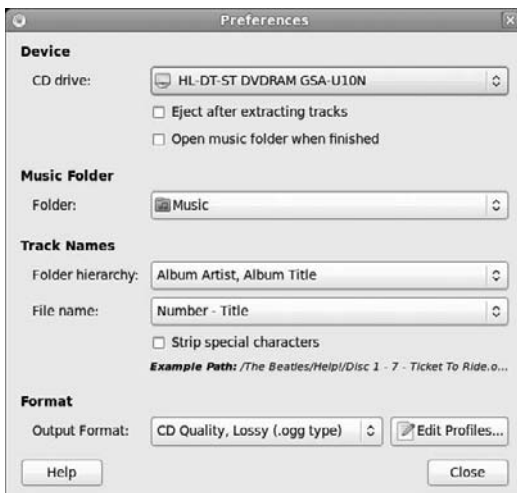 Preferences
Device
CD drive: HL-DT-ST DVDRAM GSA-U10N
Eject after extracting tracks
Open music folder when finished
Music Folder
Folder: Music
Track Names
Folder hierarchy: Album Artist, Album Title
File name: Number - Title
Strip special characters
Example Path: /The Beatles/Help!/Disc 1 - 7 - Ticket To Ride.o...
Format
Output Format: CD Quality, Lossy (.ogg type) Edit Profiles...
Help Close